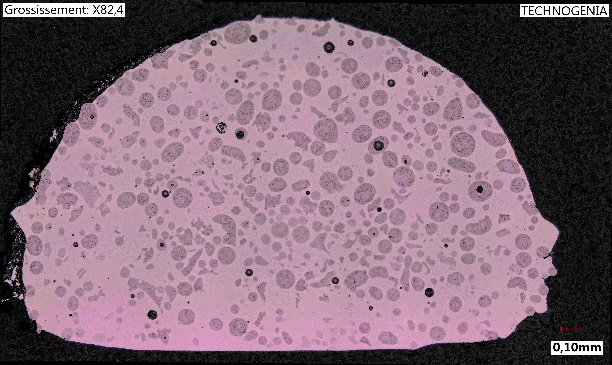 Grossissement: X82,4
TECHNOGENIA
0,10mm